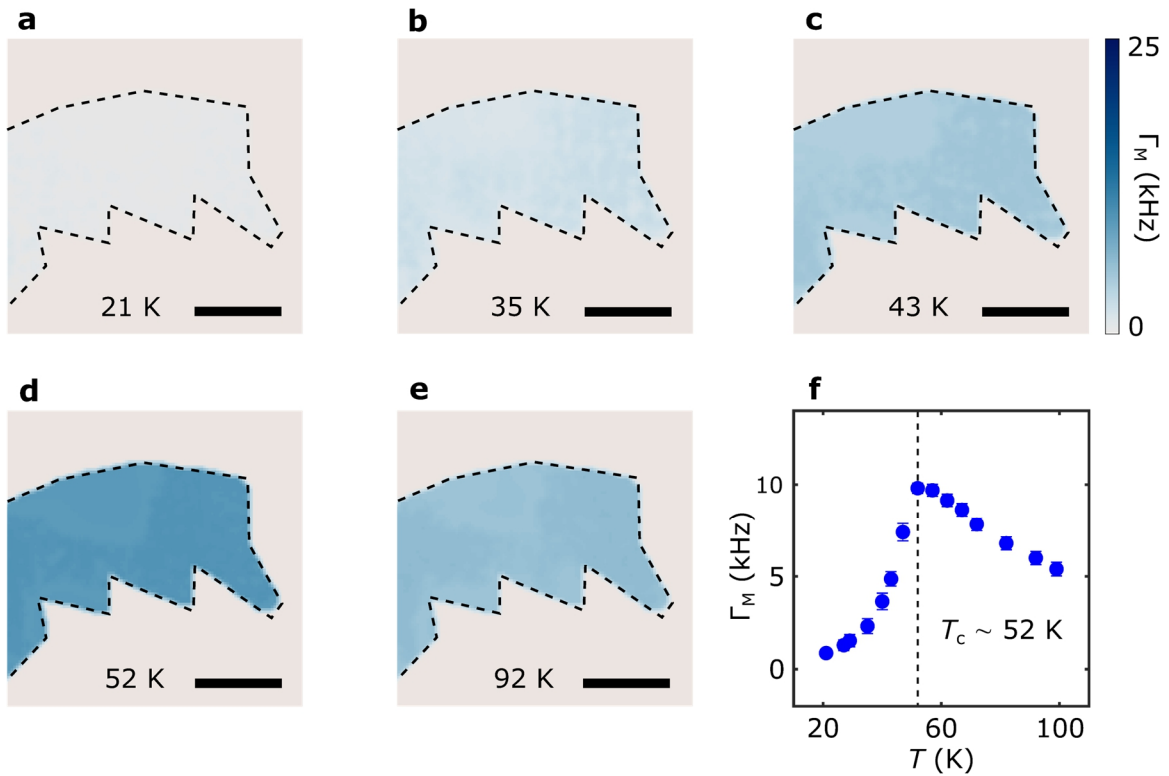 a
b
c
21 K
35 K
43 K
25
Γ_M (kHz)
0
d
e
f
52 K
92 K
Γ_M (kHz)
10
5
0
T_c ~ 52 K
20
60
100
T (K)